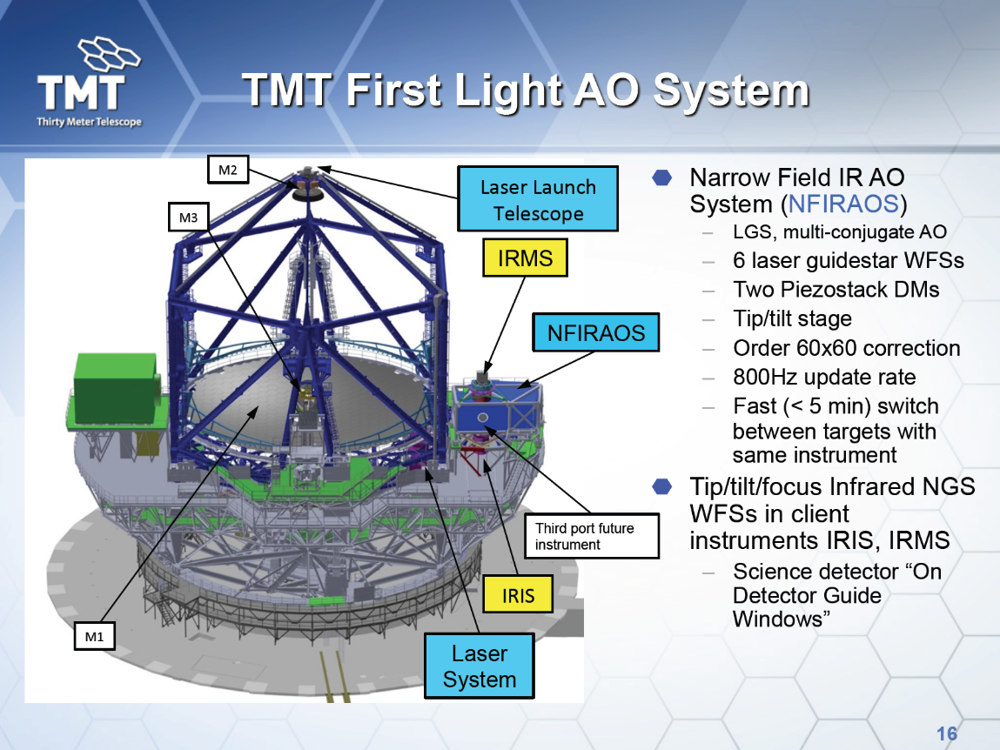 TMT
Thirty Meter Telescope
TMT First Light AO System
M2
M3
Laser Launch
Telescope
IRMS
NFIRAOS
Third port future
instrument
IRIS
M1
Laser
System
Narrow Field IR AO
System (NFIRAOS)
– LGS, multi-conjugate AO
– 6 laser guidestar WFSs
– Two Piezostack DMs
– Tip/tilt stage
– Order 60x60 correction
– 800Hz update rate
– Fast (< 5 min) switch
between targets with
same instrument
Tip/tilt/focus Infrared NGS
WFSs in client
instruments IRIS, IRMS
– Science detector “On
Detector Guide
Windows”
16